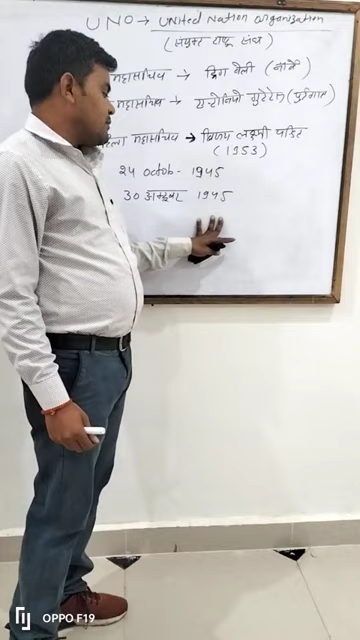 UNO → UNITED NATION ORGANIZATION
(संयुक्त राष्ट्र संघ)
महासचिव → ट्रिग वैली (नार्वे)
महासचिव → एन्टोनियो गुटेरेस (पुर्तगाल)
महासचिव → विजय लक्ष्मी पंडित
(1953)
24 octob - 1945
30 अक्टूबर 1945
OPPO F19